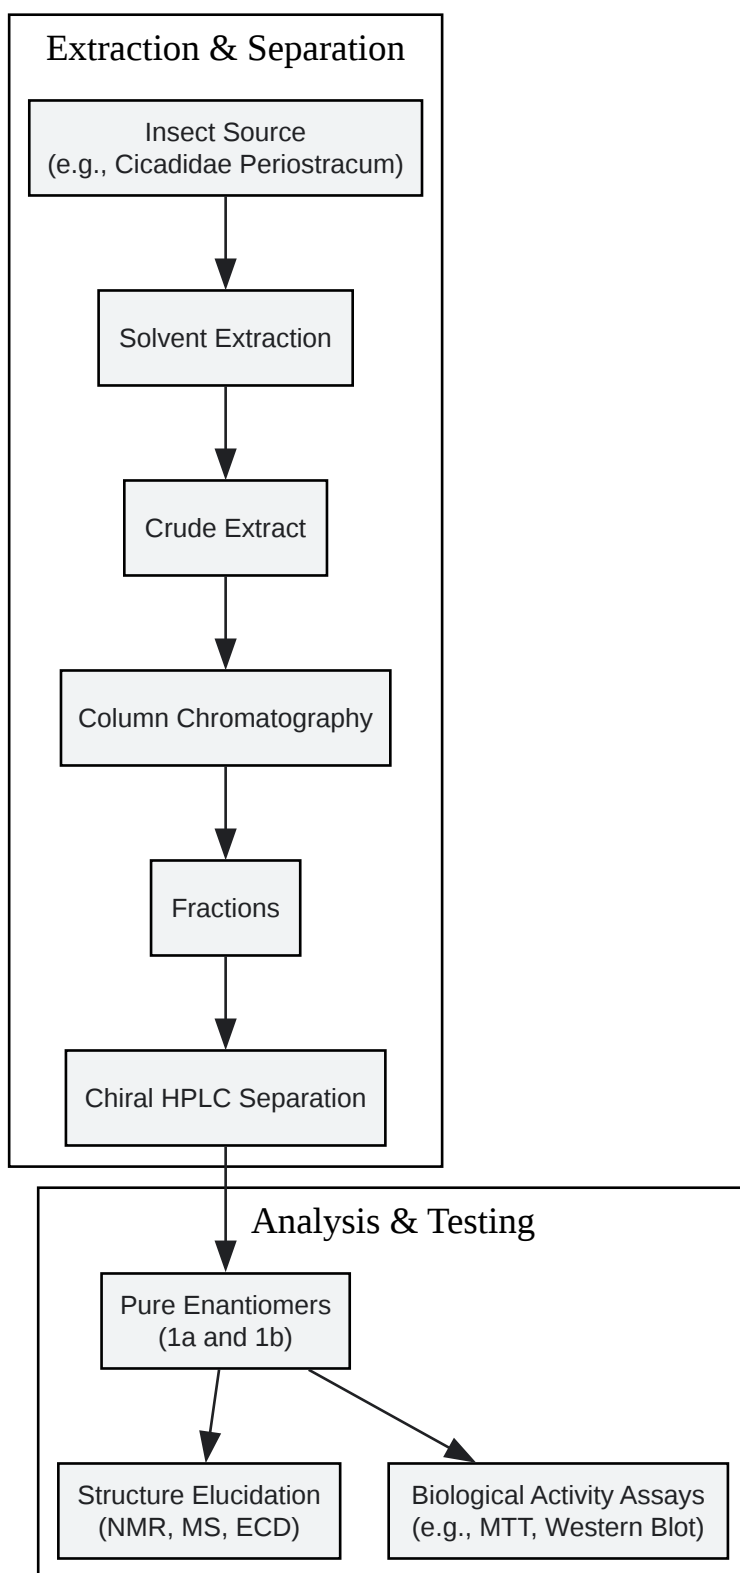 Extraction & Separation
Insect Source
(e.g., Cicadidae Periostracum)
Solvent Extraction
Crude Extract
Column Chromatography
Fractions
Chiral HPLC Separation
Analysis & Testing
Pure Enantiomers
(1a and 1b)
Structure Elucidation
(NMR, MS, ECD)
Biological Activity Assays
(e.g., MTT, Western Blot)